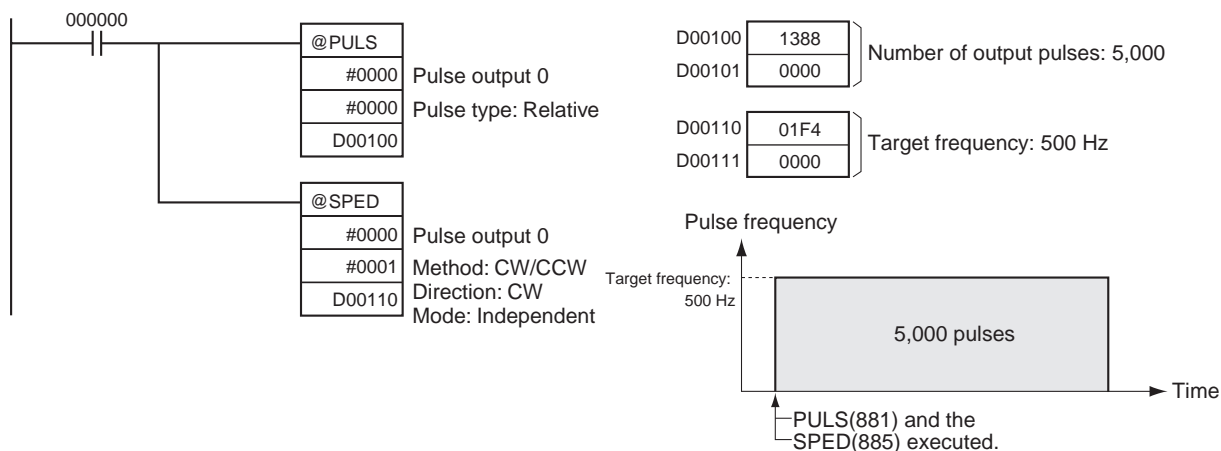 000000
@PULS
#0000 Pulse output 0
#0000 Pulse type: Relative
D00100
@SPED
#0000 Pulse output 0
#0001 Method: CW/CCW
D00110 Direction: CW
Mode: Independent
D00100 1388
D00101 0000
Number of output pulses: 5,000
D00110 01F4
D00111 0000
Target frequency: 500 Hz
Pulse frequency
Target frequency:
500 Hz
5,000 pulses
Time
PULS(881) and the
SPED(885) executed.